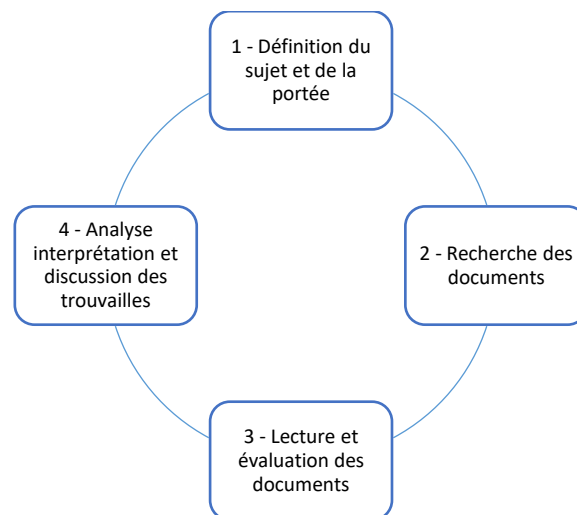 1 - Définition du
sujet et de la
portée
2 - Recherche des
documents
3 - Lecture et
évaluation des
documents
4 - Analyse
interprétation et
discussion des
trouvailles